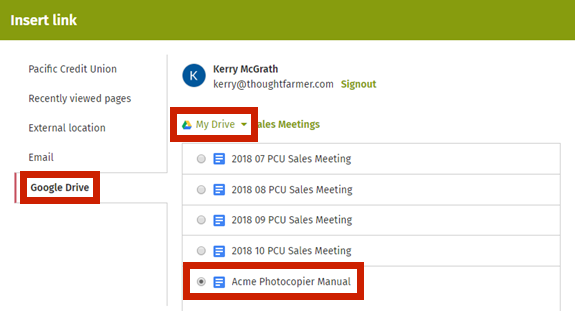 Insert link
Pacific Credit Union
Recently viewed pages
External location
Email
Google Drive
K
Kerry McGrath
kerry@thoughtfarmer.com Signout
My Drive ales Meetings
2018 07 PCU Sales Meeting
2018 08 PCU Sales Meeting
2018 09 PCU Sales Meeting
2018 10 PCU Sales Meeting
Acme Photocopier Manual